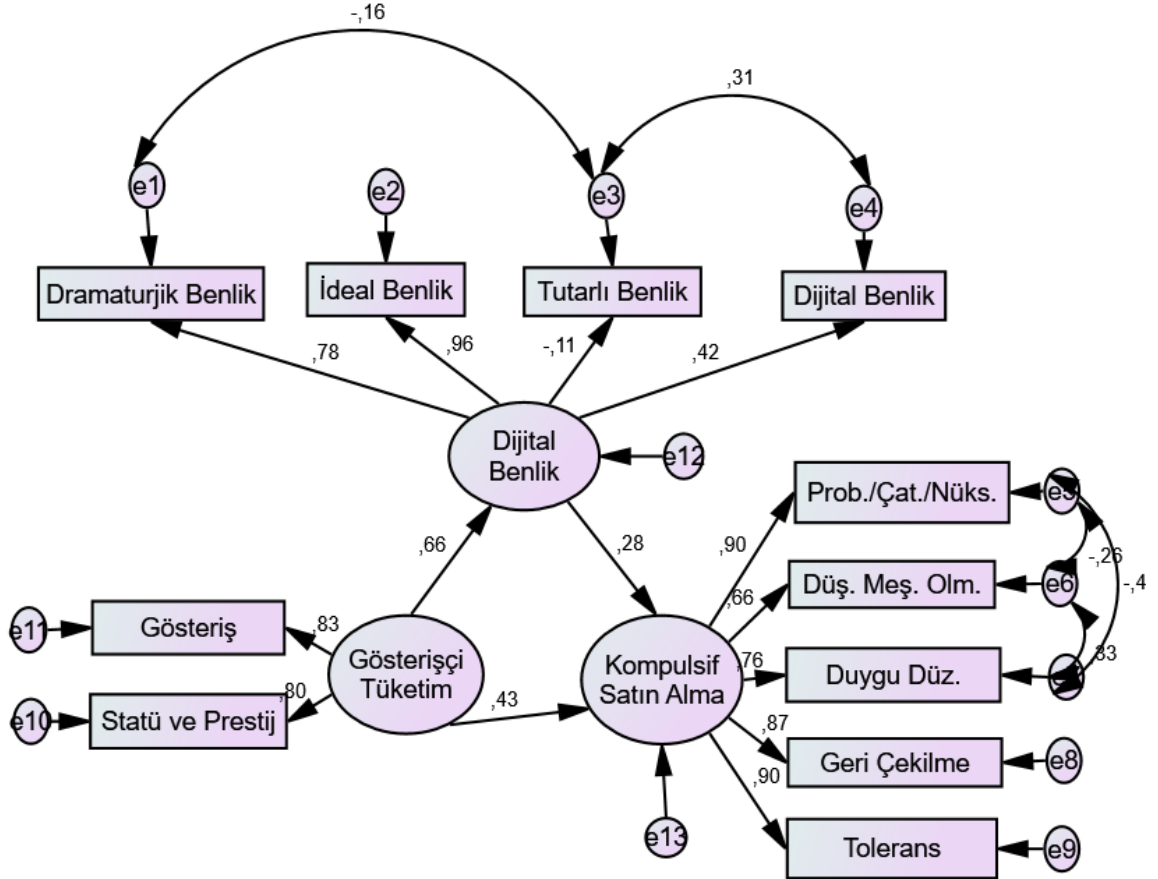 -,16
,31
e1
e2
e3
e4
Dramaturjik Benlik
İdeal Benlik
Tutarlı Benlik
Dijital Benlik
,78
,96
-,11
,42
Dijital
Benlik
e12
Prob./Çat./Nüks.
,66
,28
,90
-,26
-,4
Düş. Meş. Olm.
e6
,66
e11
Gösteriş
,83
Gösterişçi
Tüketim
Kompulsif
Satın Alma
,76
Duygu Düz.
e10
Statü ve Prestij
,80
,43
,87
Geri Çekilme
e8
,90
e13
Tolerans
e9